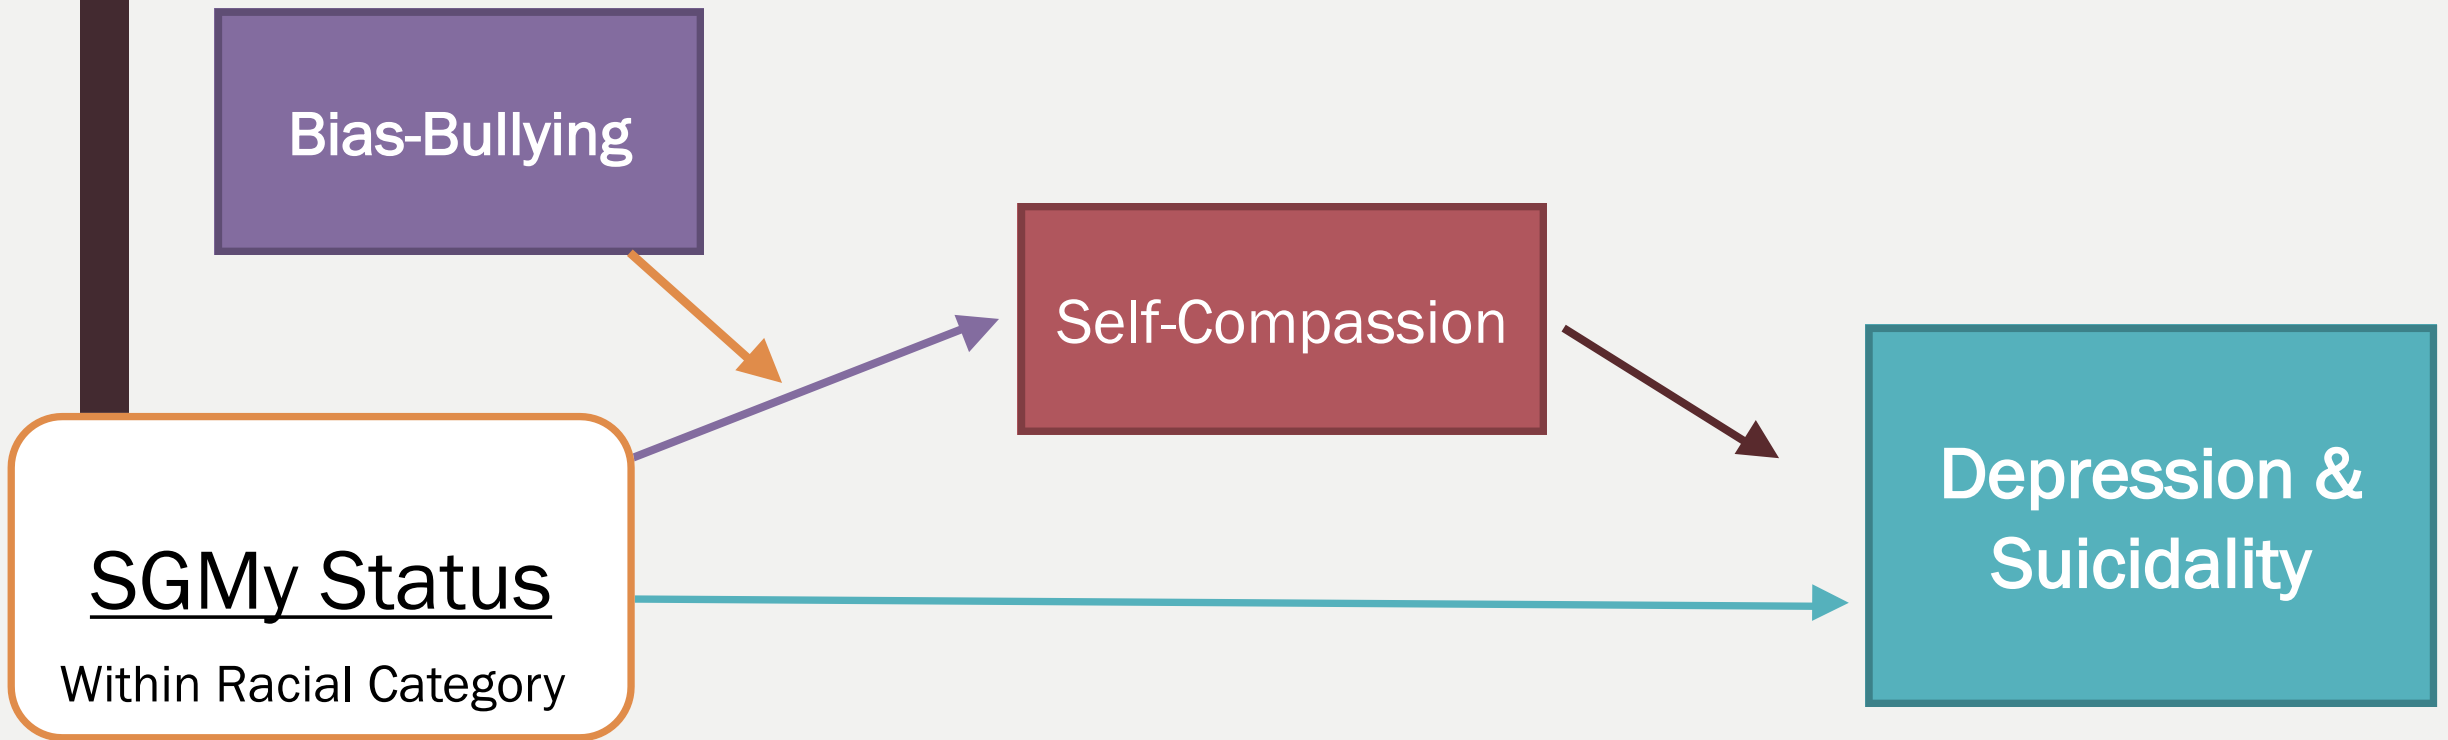 Bias-Bullying
Self-Compassion
Depression &
Suicidality
SGMy Status
Within Racial Category